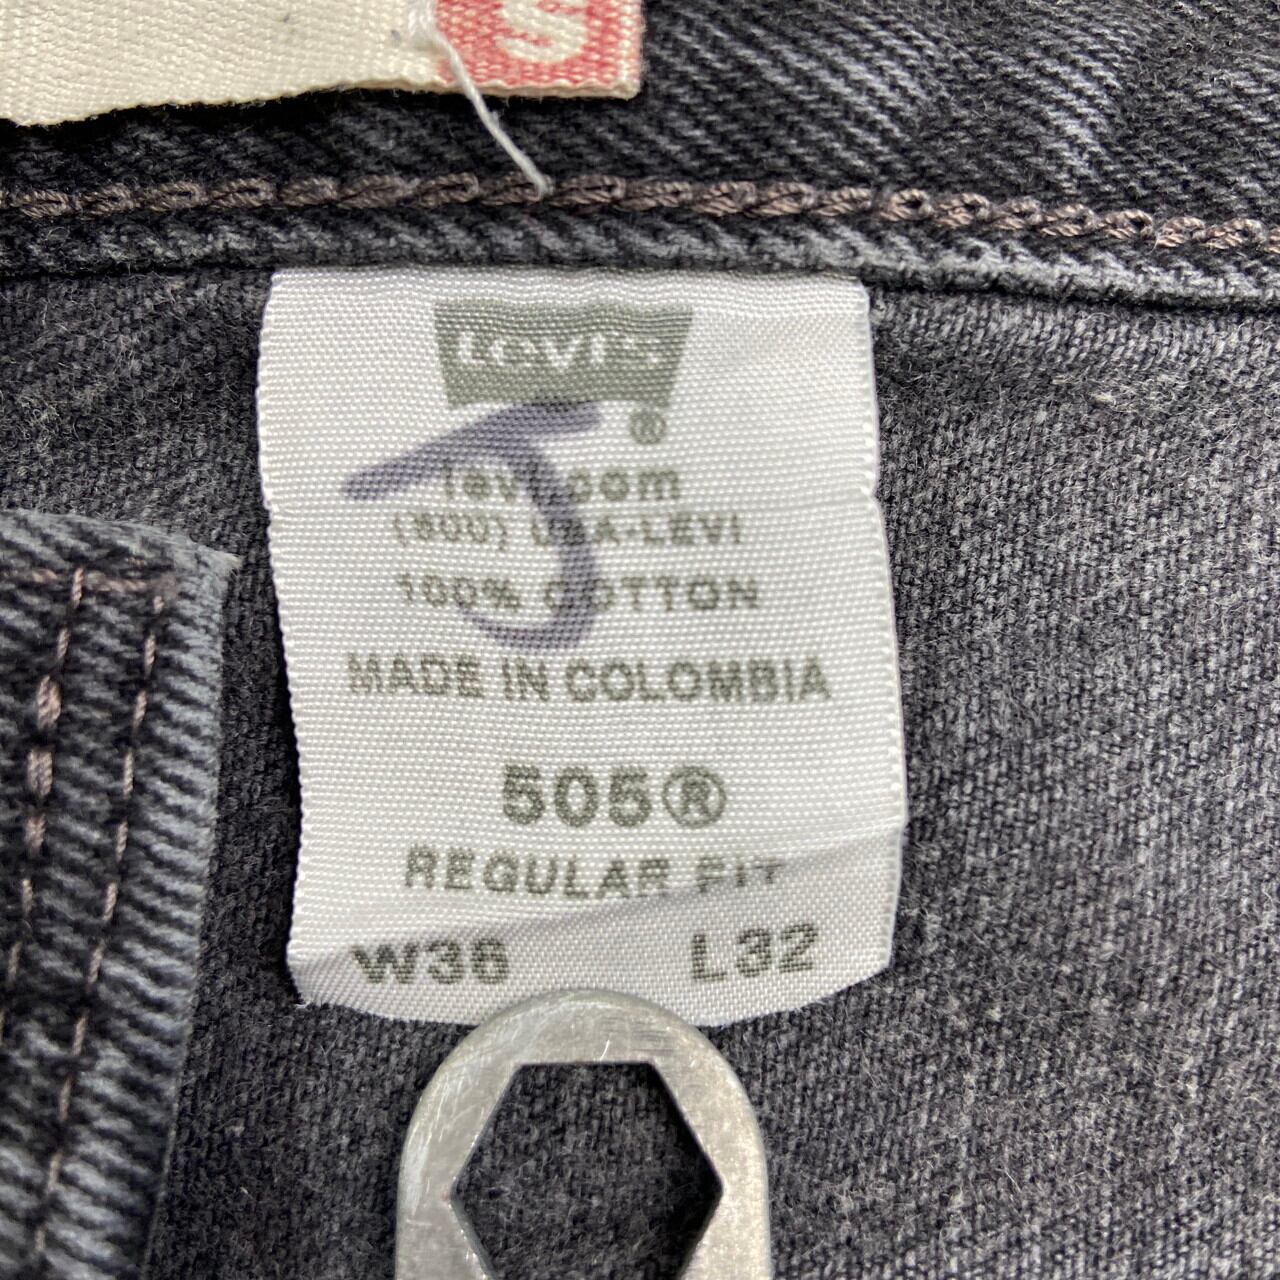 S
Levi's
®
levi.com
(800) USA-LEVI
100% COTTON
MADE IN COLOMBIA
505®
REGULAR FIT
W36 L32